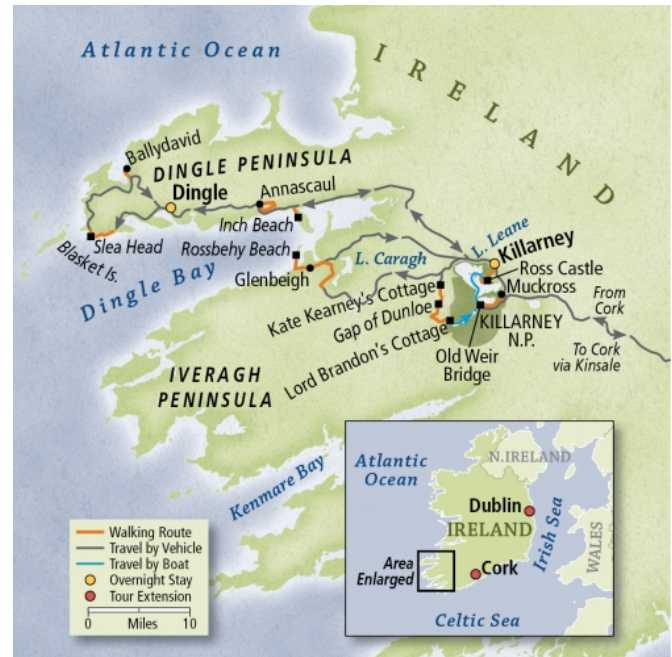 Atlantic Ocean
IRELAND
Ballydavid
DINGLE PENINSULA
Dingle
Annascaul
Inch Beach
Slea Head
Blasket Is.
Rossbehy Beach
Dingle Bay
Glenbeigh
L. Caragh
L. Leane
Killarney
Ross Castle
Muckross
Kate Kearney's Cottage
Gap of Dunloe
Lord Brandon's Cottage
KILLARNEY
N.P.
Old Weir
Bridge
From
Cork
To Cork
via Kinsale
IVERAGH
PENINSULA
Kenmare Bay
Walking Route
Travel by Vehicle
Travel by Boat
Overnight Stay
Tour Extension
0 Miles 10
Atlantic
Ocean
N.IRELAND
Dublin
IRELAND
Irish Sea
WALES
Area
Enlarged
Cork
Celtic Sea